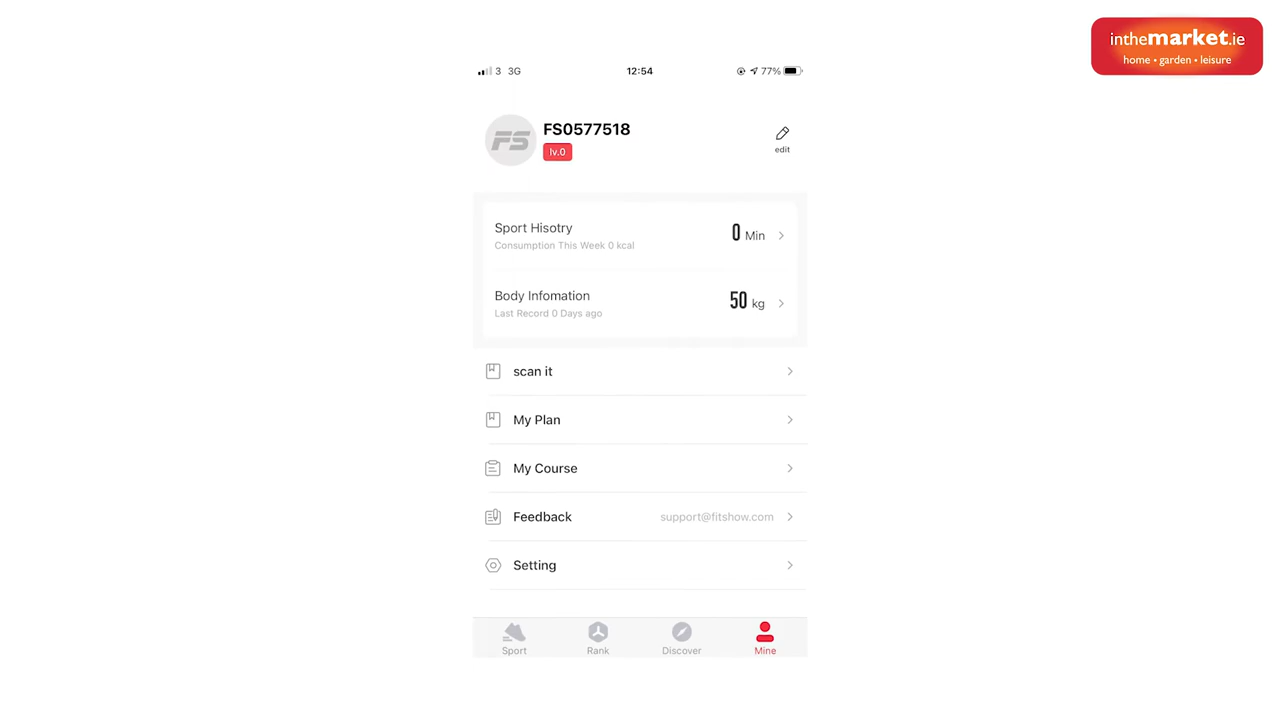 inthemarket.ie
home • garden • leisure
3 3G
12:54
77%
FS
FS0577518
lv.0
edit
Sport Hisotry
Consumption This Week 0 kcal
0 Min
Body Infomation
Last Record 0 Days ago
50 kg
scan it
My Plan
My Course
Feedback
support@fitshow.com
Setting
Sport
Rank
Discover
Mine